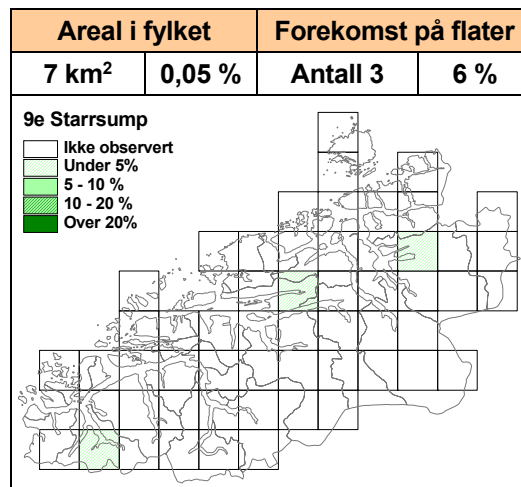 Areal i fylket Forekomst på flater
7 km² 0,05 % Antall 3 6 %
9e Starrsump
Ikke observert
Under 5%
5 - 10 %
10 - 20 %
Over 20%